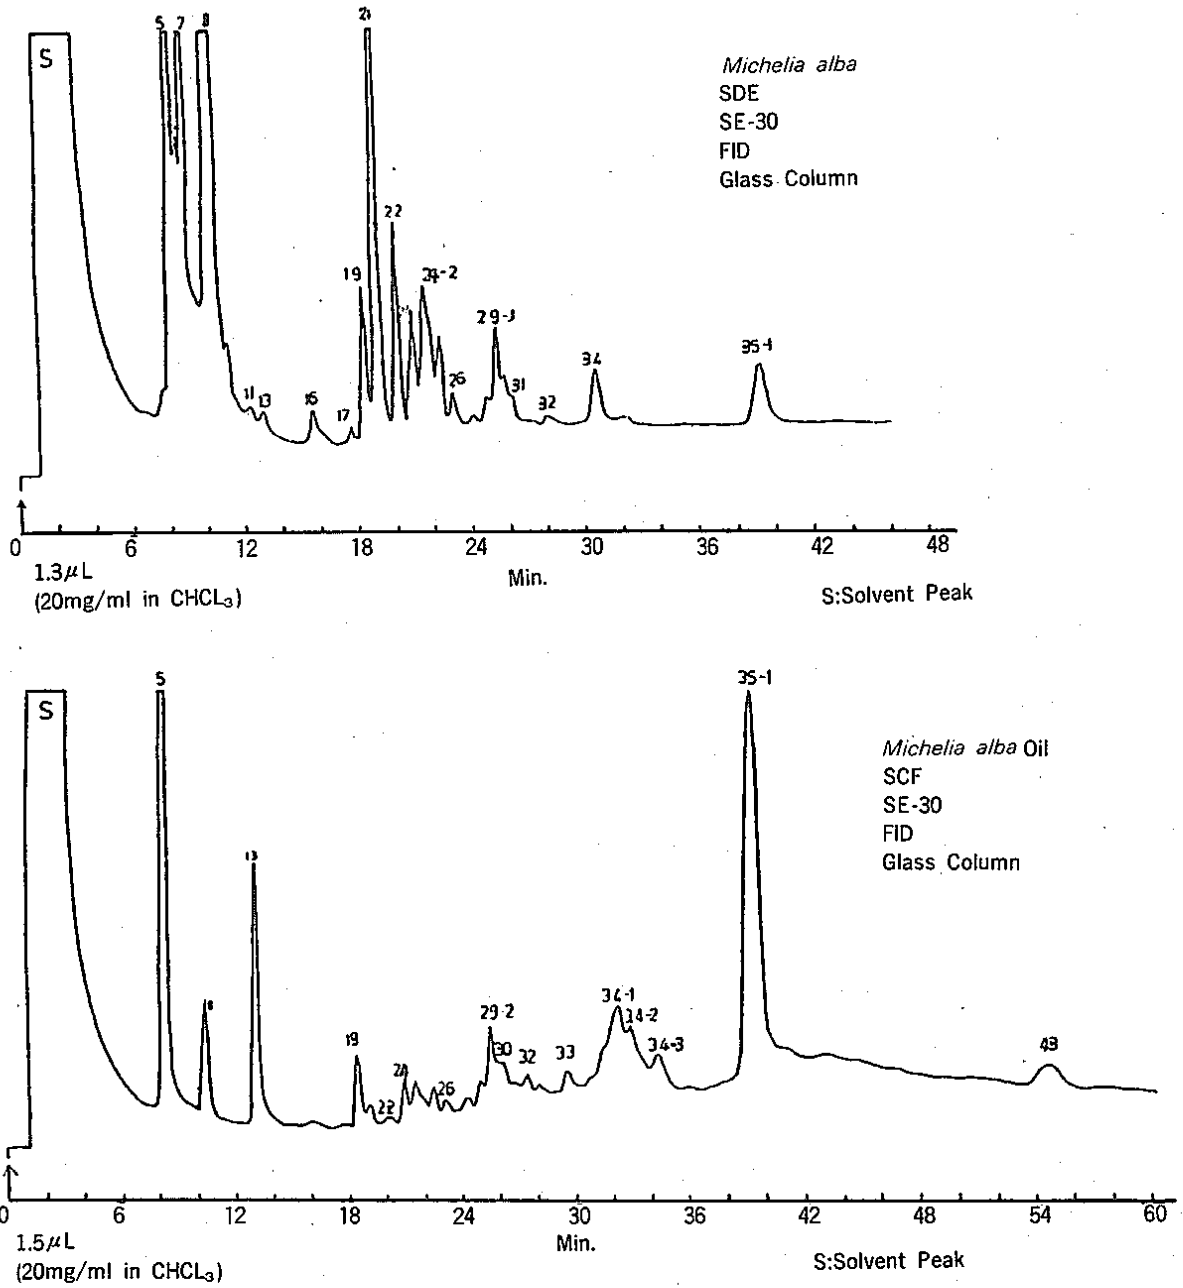 5 7 8
21
S
Michelia alba
SDE
SE-30
FID
Glass Column
22
19
24-2
29-3
34
35-1
26
31
11
13
16
17
32
0 6 12 18 24 30 36 42 48
1.3μL
Min.
(20mg/ml in CHCL₃)
S:Solvent Peak
5
35-1
S
Michelia alba Oil
SCF
SE-30
FID
Glass Column
13
34-1
8
29-2
34-2
19
30
32
33
34-3
43
26
22
0 6 12 18 24 30 36 42 48 54 60
1.5μL
Min.
(20mg/ml in CHCL₃)
S:Solvent Peak